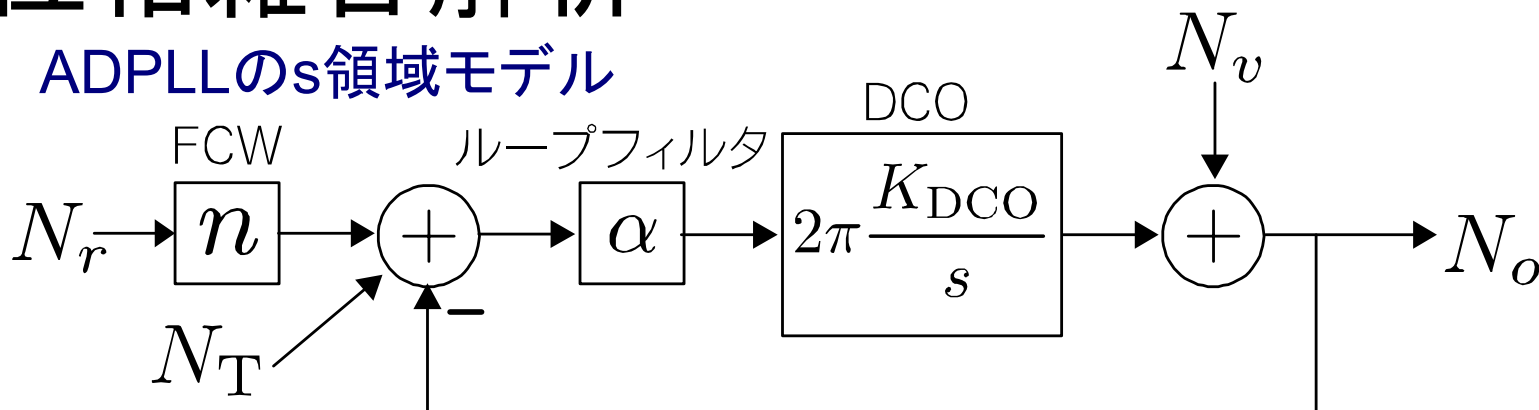 ADPLLのs領域モデル
FCW
ループフィルタ
DCO
N_v
N_r
n
+
α
2π K_DCO / s
+
N_o
N_T
-